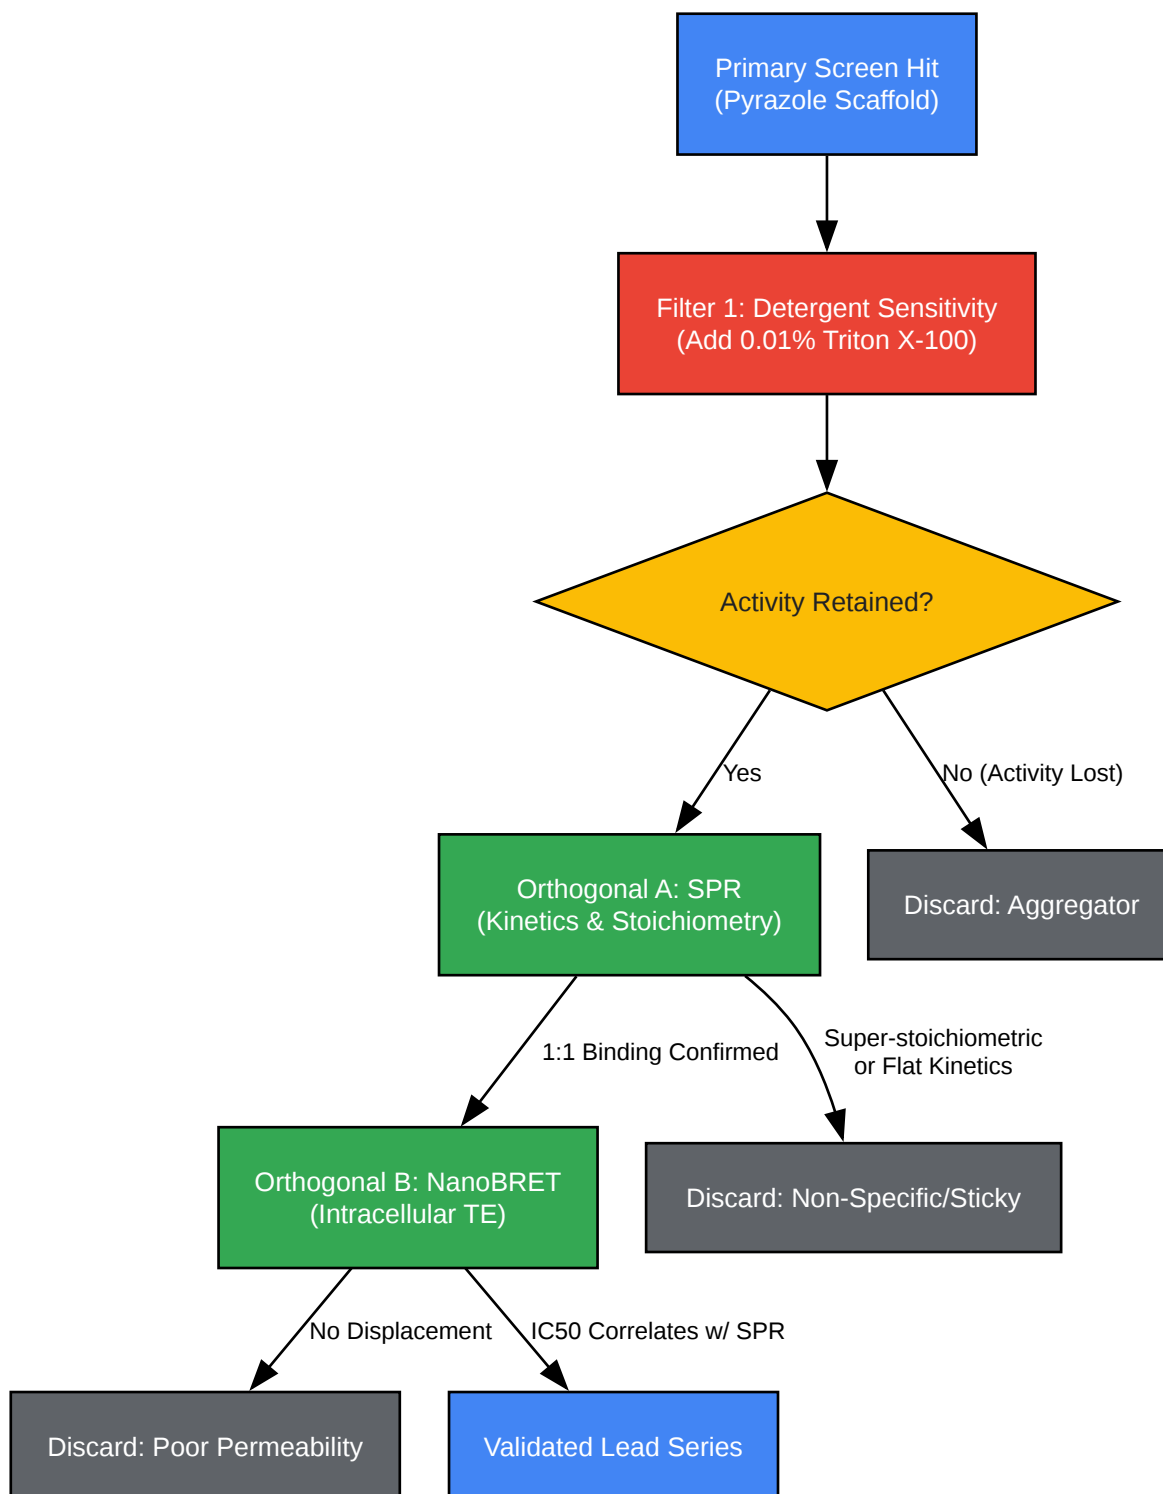 Primary Screen Hit
(Pyrazole Scaffold)
Filter 1: Detergent Sensitivity
(Add 0.01% Triton X-100)
Activity Retained?
Yes
No (Activity Lost)
Orthogonal A: SPR
(Kinetics & Stoichiometry)
Discard: Aggregator
1:1 Binding Confirmed
Super-stoichiometric
or Flat Kinetics
Orthogonal B: NanoBRET
(Intracellular TE)
Discard: Non-Specific/Sticky
No Displacement
IC50 Correlates w/ SPR
Discard: Poor Permeability
Validated Lead Series